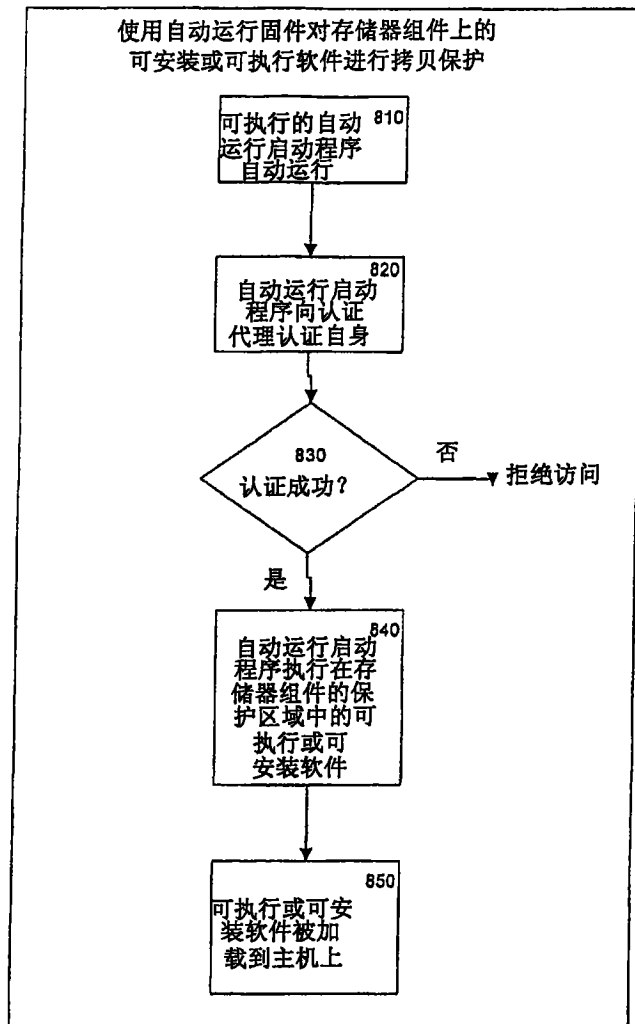 使用自动运行固件对存储器组件上的
可安装或可执行软件进行拷贝保护
810
可执行的自动
运行启动程序
自动运行
820
自动运行启动
程序向认证
代理认证自身
830
认证成功?
否
拒绝访问
是
840
自动运行启动
程序执行在存
储器组件的保
护区域中的可
执行或可
安装软件
850
可执行或可安
装软件被加
载到主机上